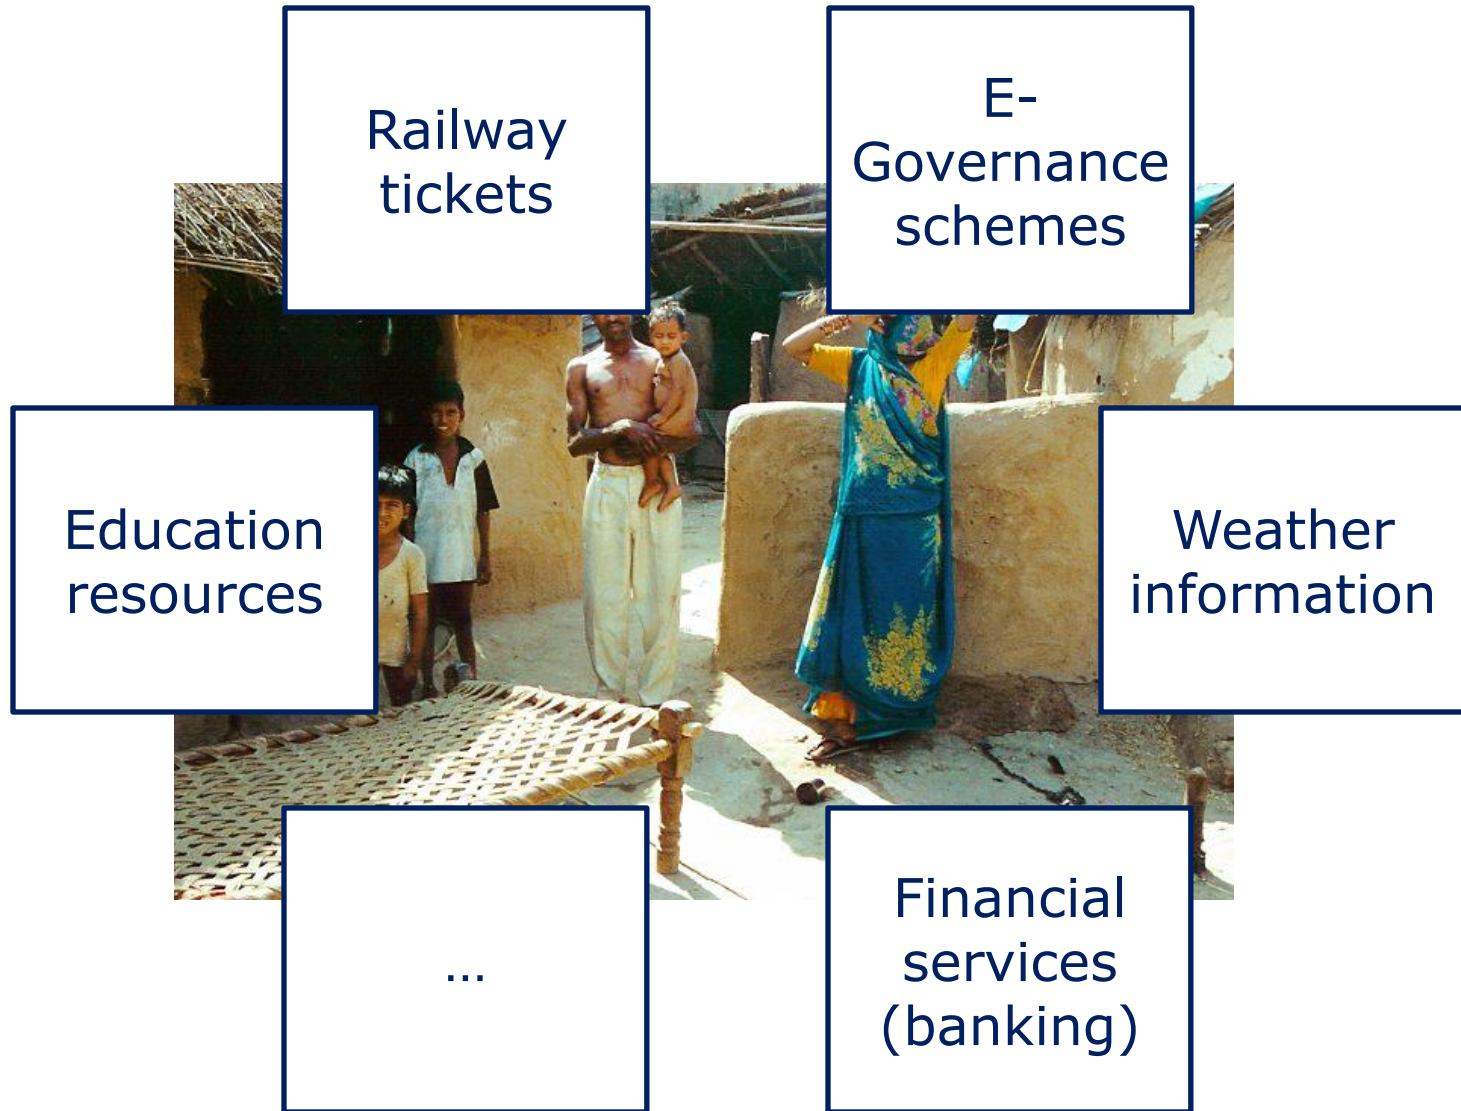 Railway
tickets
E-
Governance
schemes
Education
resources
Weather
information
...
Financial
services
(banking)